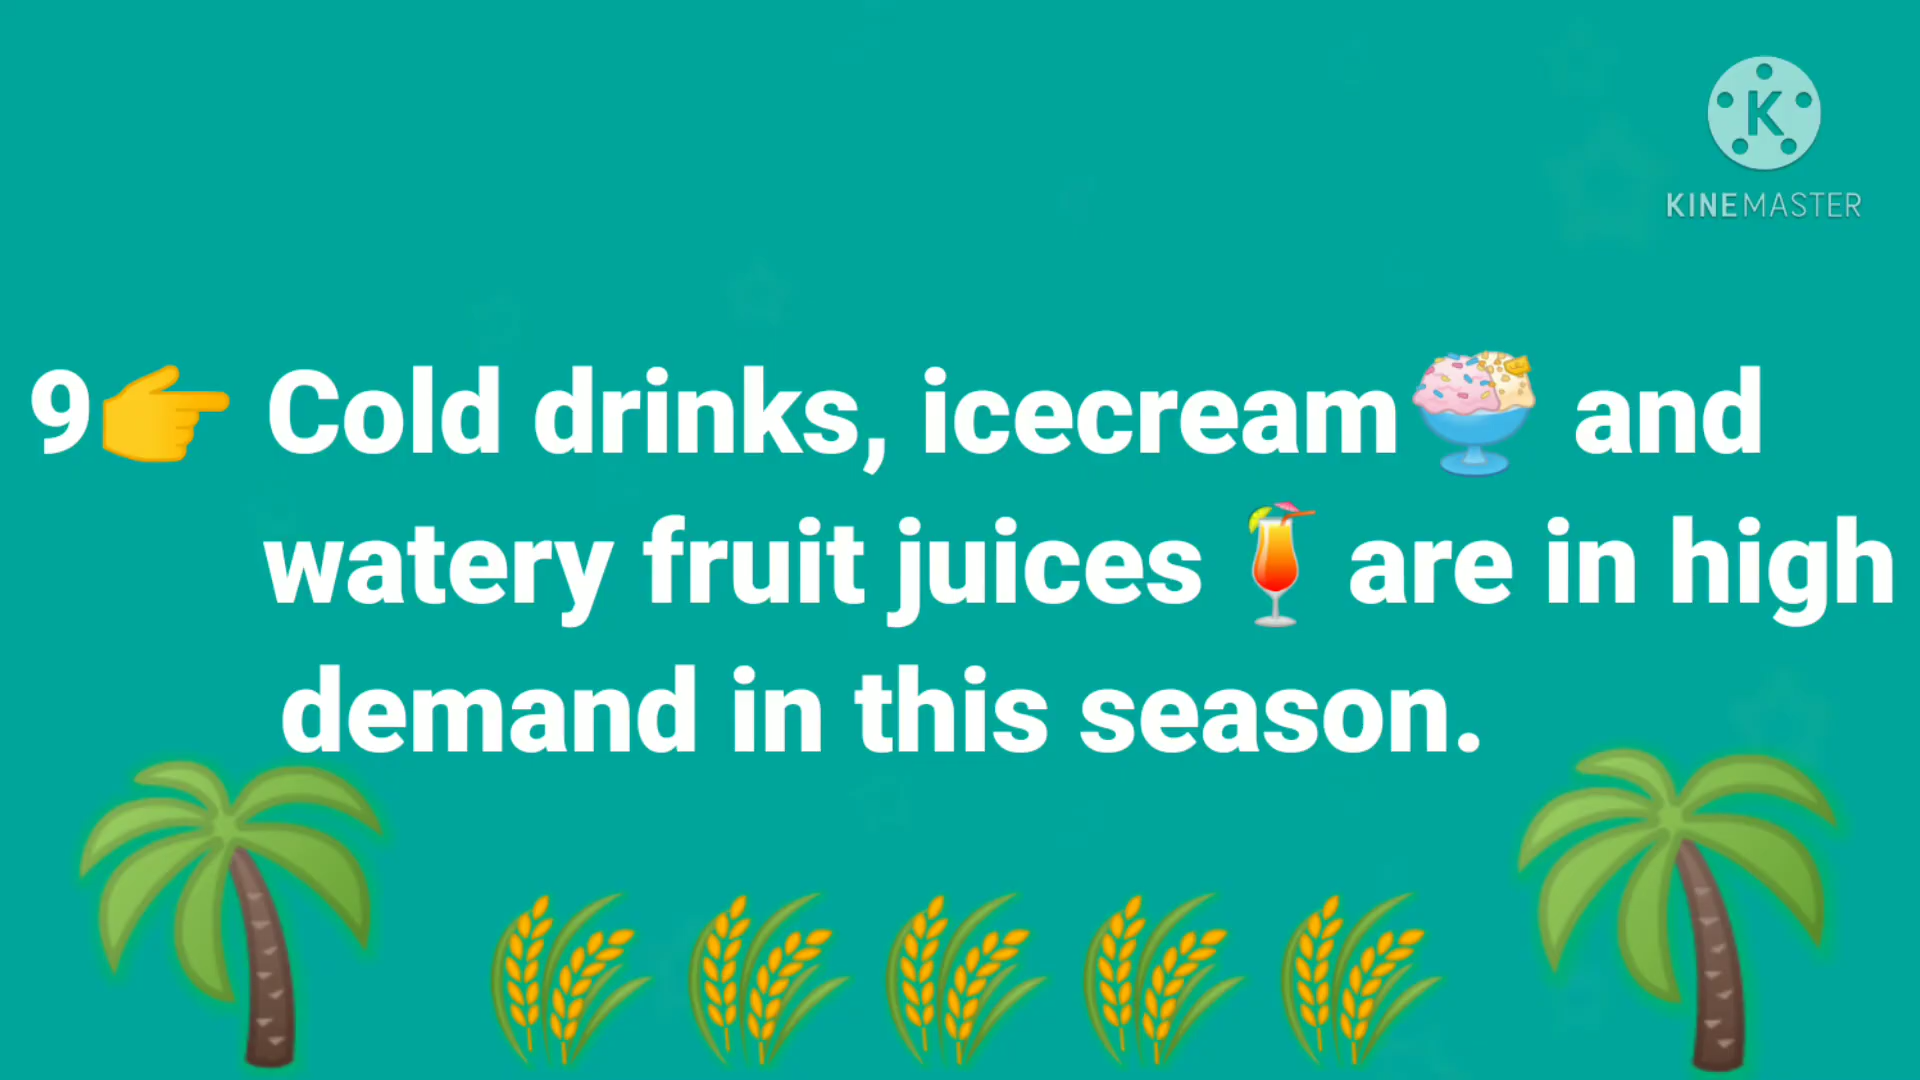 KINEMASTER
9👉 Cold drinks, icecream🍨 and
watery fruit juices🍹are in high
demand in this season.